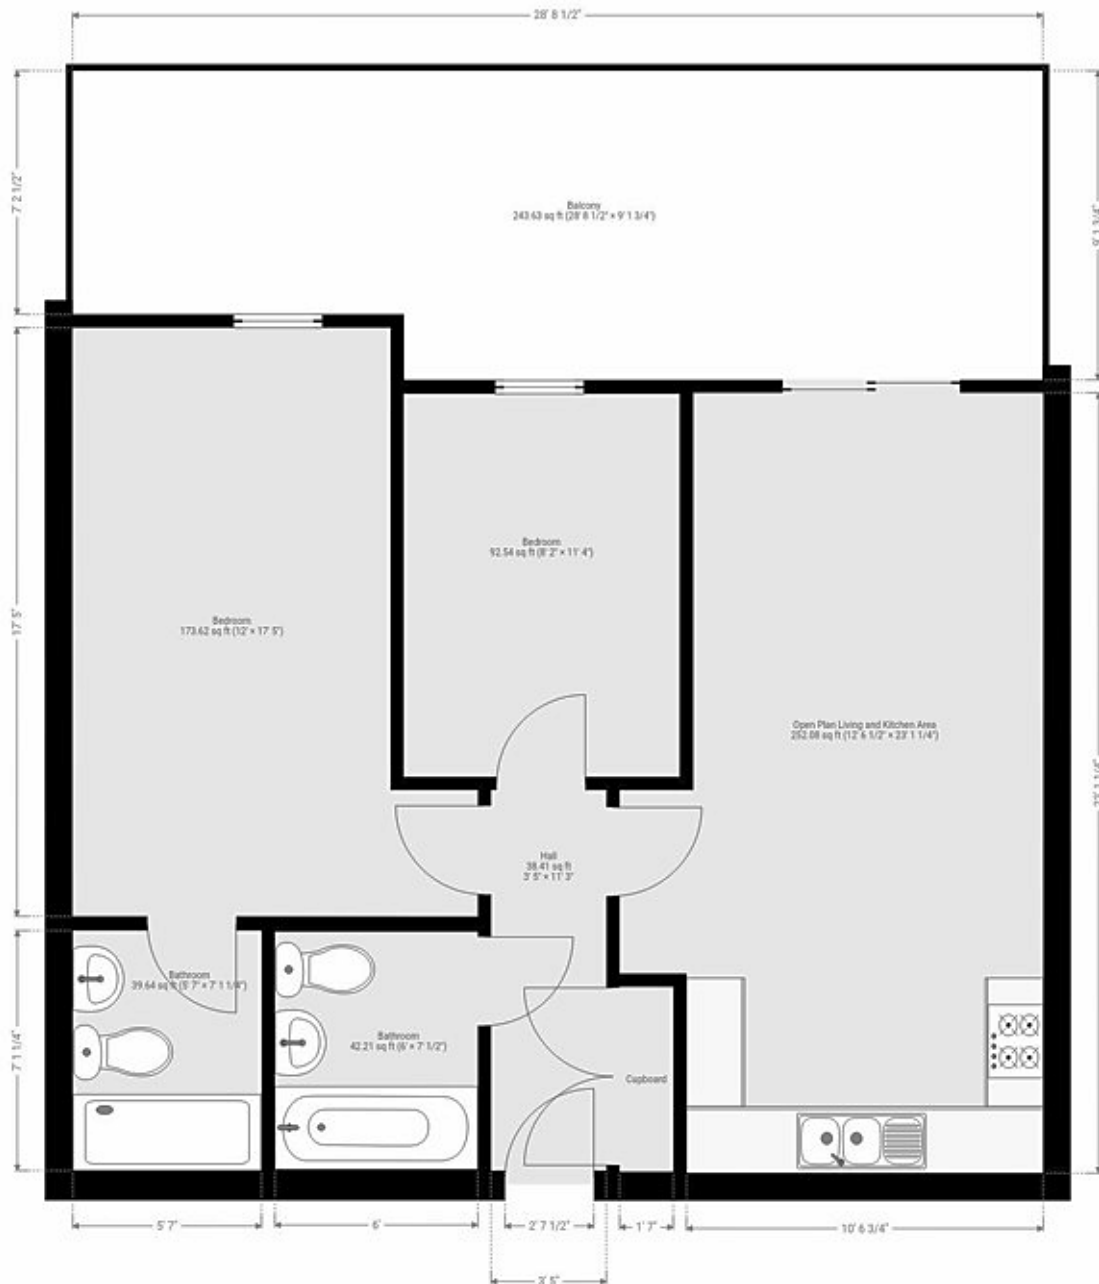 28' 8 1/2"
7' 2 1/2"
9' 1 3/4"
Balcony
243.63 sq ft (28' 8 1/2" × 9' 1 3/4")
17' 5"
Bedroom
92.54 sq ft (8' 2" × 11' 4")
Bedroom
173.62 sq ft (12' × 17' 5")
Open Plan Living and Kitchen Area
252.08 sq ft (12' 6 1/2" × 23' 1 1/4")
23' 1 1/4"
Hall
38.41 sq ft
3' 5" × 11' 3"
7' 1 1/4"
Bathroom
39.64 sq ft (5' 7" × 7' 1 1/4")
Bathroom
42.21 sq ft (6' × 7' 1/2")
Cupboard
5' 7"
6'
2' 7 1/2"
1' 7"
10' 6 3/4"
3' 5"